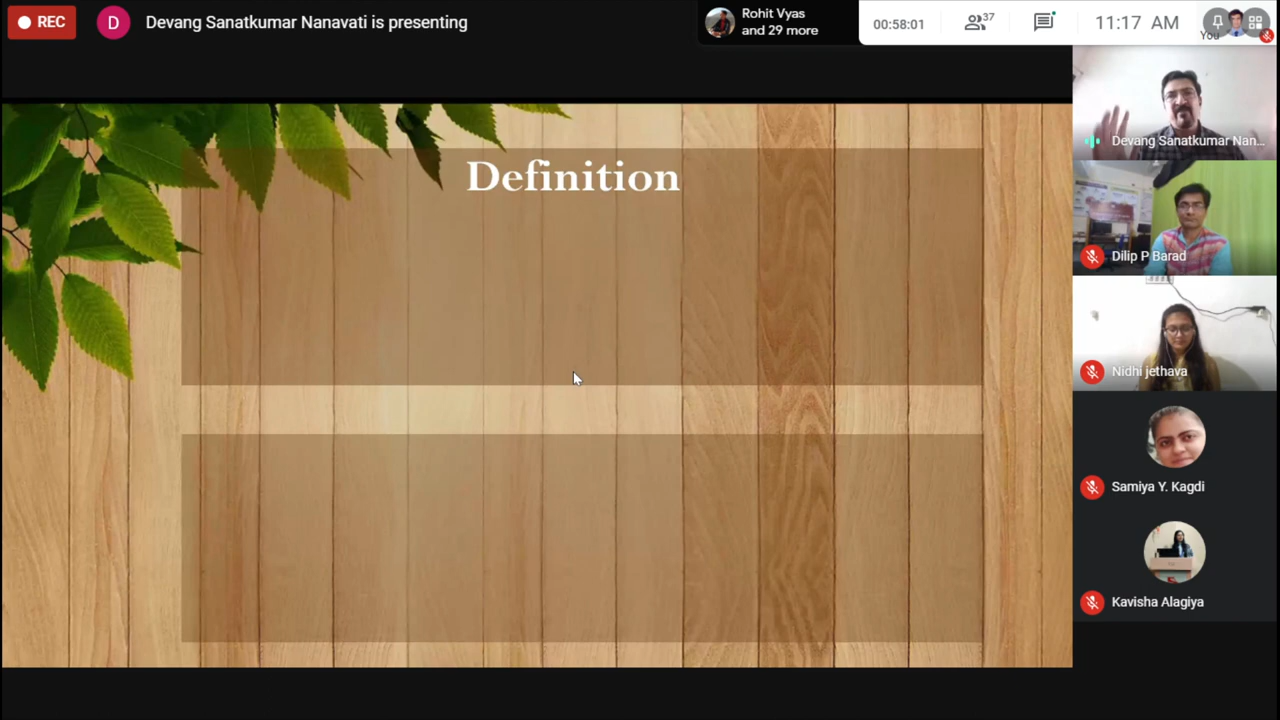 REC
D
Devang Sanatkumar Nanavati is presenting
Rohit Vyas
and 29 more
00:58:01
37
11:17 AM
You
Definition
Devang Sanatkumar Nan...
Dilip P Barad
Nidhi jethava
Samiya Y. Kagdi
Kavisha Alagiya